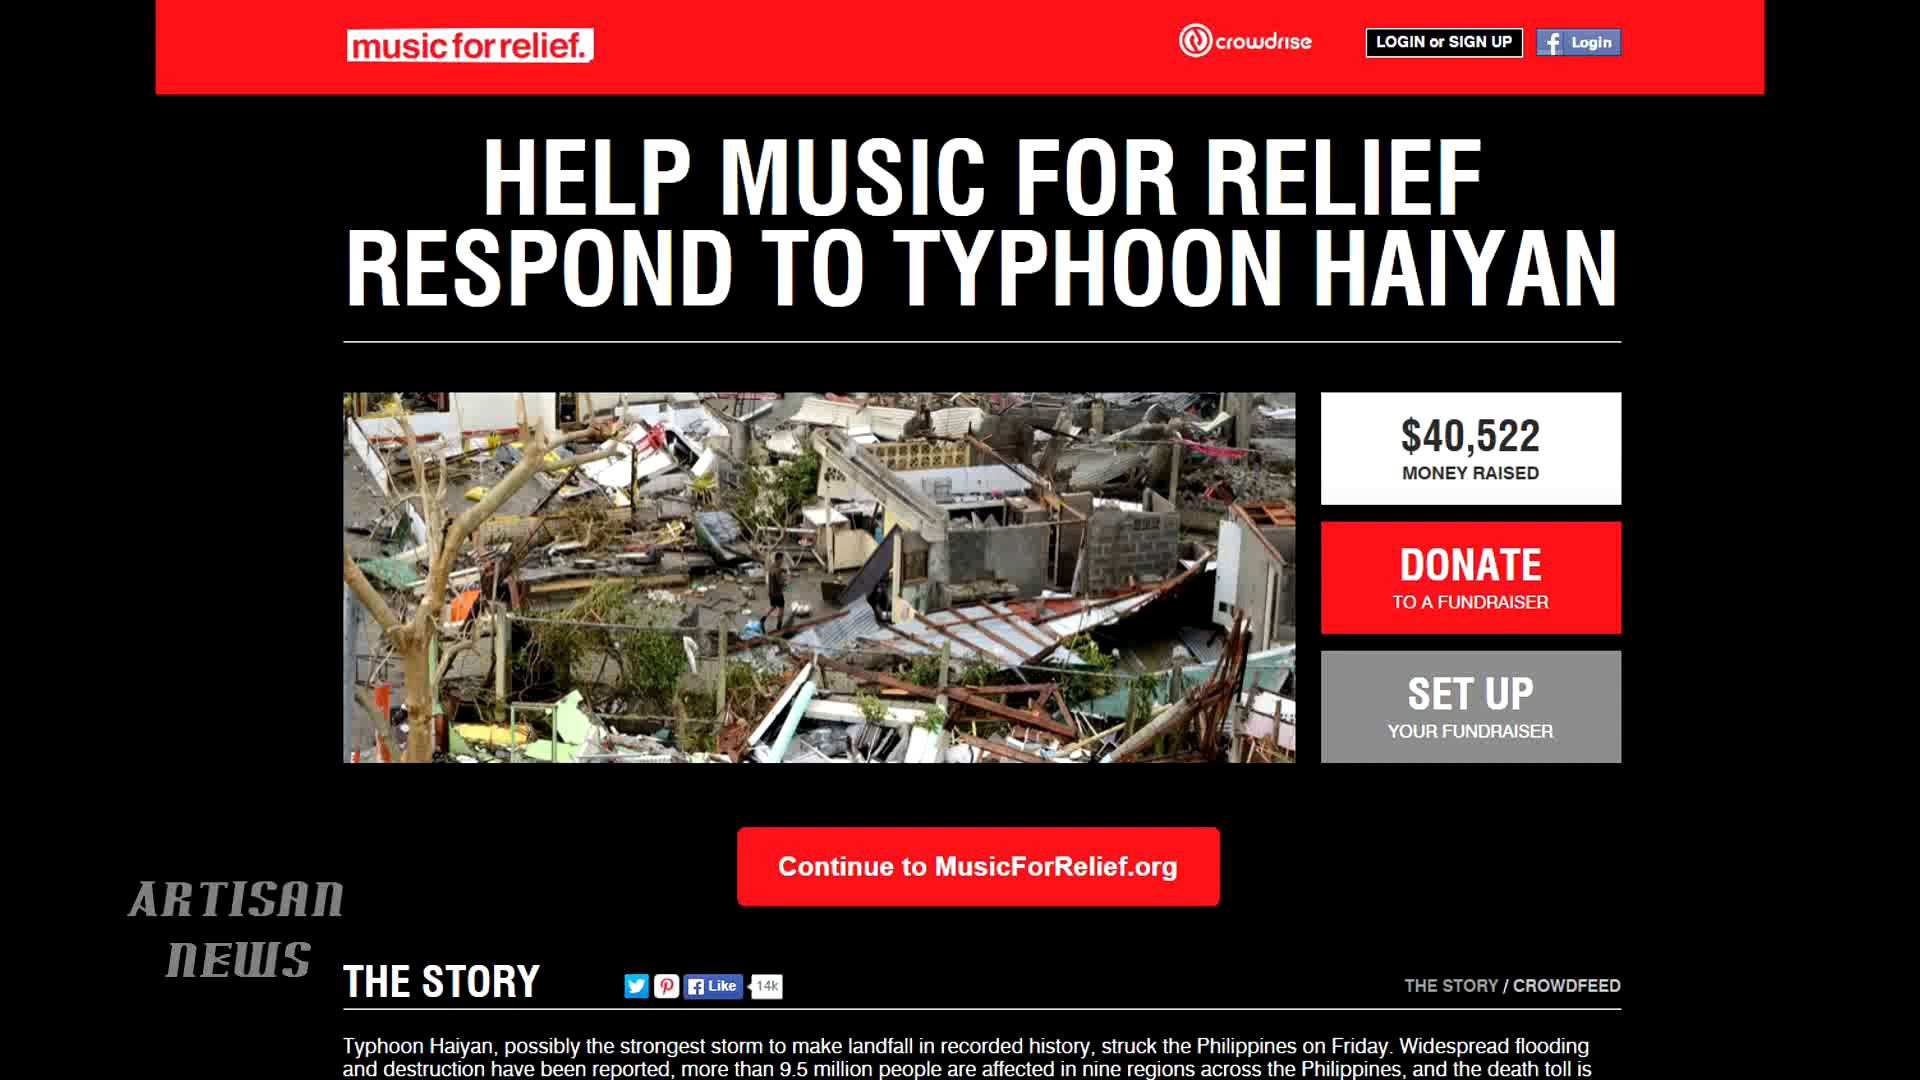 music for relief.
crowdrise
LOGIN or SIGN UP
f Login
HELP MUSIC FOR RELIEF
RESPOND TO TYPHOON HAIYAN
$40,522
MONEY RAISED
DONATE
TO A FUNDRAISER
SET UP
YOUR FUNDRAISER
Continue to MusicForRelief.org
ARTISAN
NEWS
THE STORY
Like
14k
THE STORY / CROWDFEED
Typhoon Haiyan, possibly the strongest storm to make landfall in recorded history, struck the Philippines on Friday. Widespread flooding
and destruction have been reported, more than 9.5 million people are affected in nine regions across the Philippines, and the death toll is